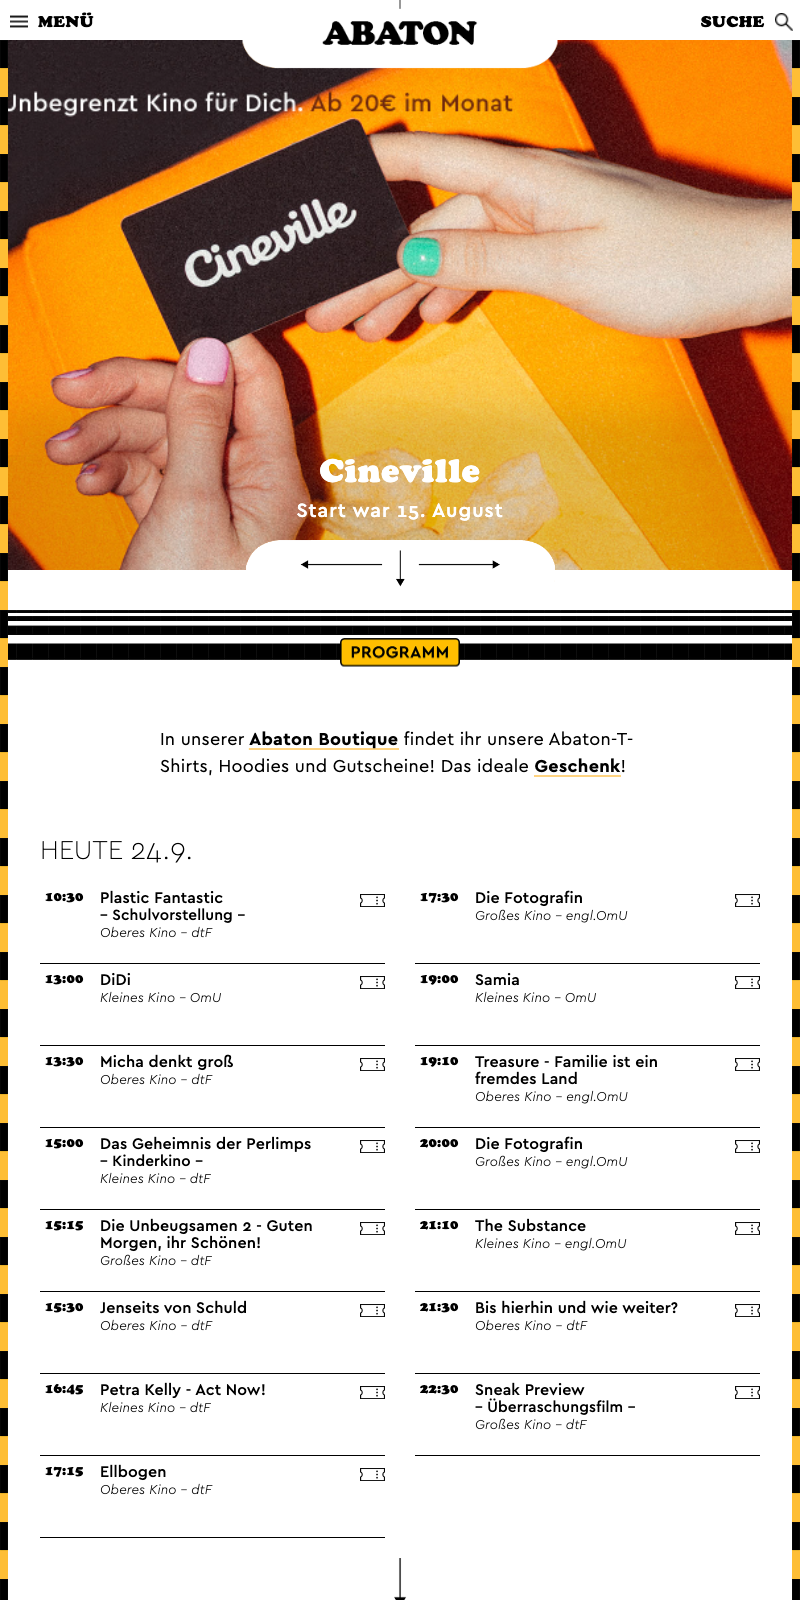 MENÜ
ABATON
SUCHE
Unbegrenzt Kino für Dich. Ab 20€ im Monat
Cineville
Cineville
Start war 15. August
PROGRAMM
In unserer Abaton Boutique findet ihr unsere Abaton-T-
Shirts, Hoodies und Gutscheine! Das ideale Geschenk!
HEUTE 24.9.
10:30 Plastic Fantastic
– Schulvorstellung –
Oberes Kino – dtF
13:00 DiDi
Kleines Kino – OmU
13:30 Micha denkt groß
Oberes Kino – dtF
15:00 Das Geheimnis der Perlimps
– Kinderkino –
Kleines Kino – dtF
15:15 Die Unbeugsamen 2 - Guten
Morgen, ihr Schönen!
Großes Kino – dtF
15:30 Jenseits von Schuld
Oberes Kino – dtF
16:45 Petra Kelly - Act Now!
Kleines Kino – dtF
17:15 Ellbogen
Oberes Kino – dtF
17:30 Die Fotografin
Großes Kino – engl.OmU
19:00 Samia
Kleines Kino – OmU
19:10 Treasure - Familie ist ein
fremdes Land
Oberes Kino – engl.OmU
20:00 Die Fotografin
Großes Kino – engl.OmU
21:10 The Substance
Kleines Kino – engl.OmU
21:30 Bis hierhin und wie weiter?
Oberes Kino – dtF
22:30 Sneak Preview
– Überraschungsfilm –
Großes Kino – dtF